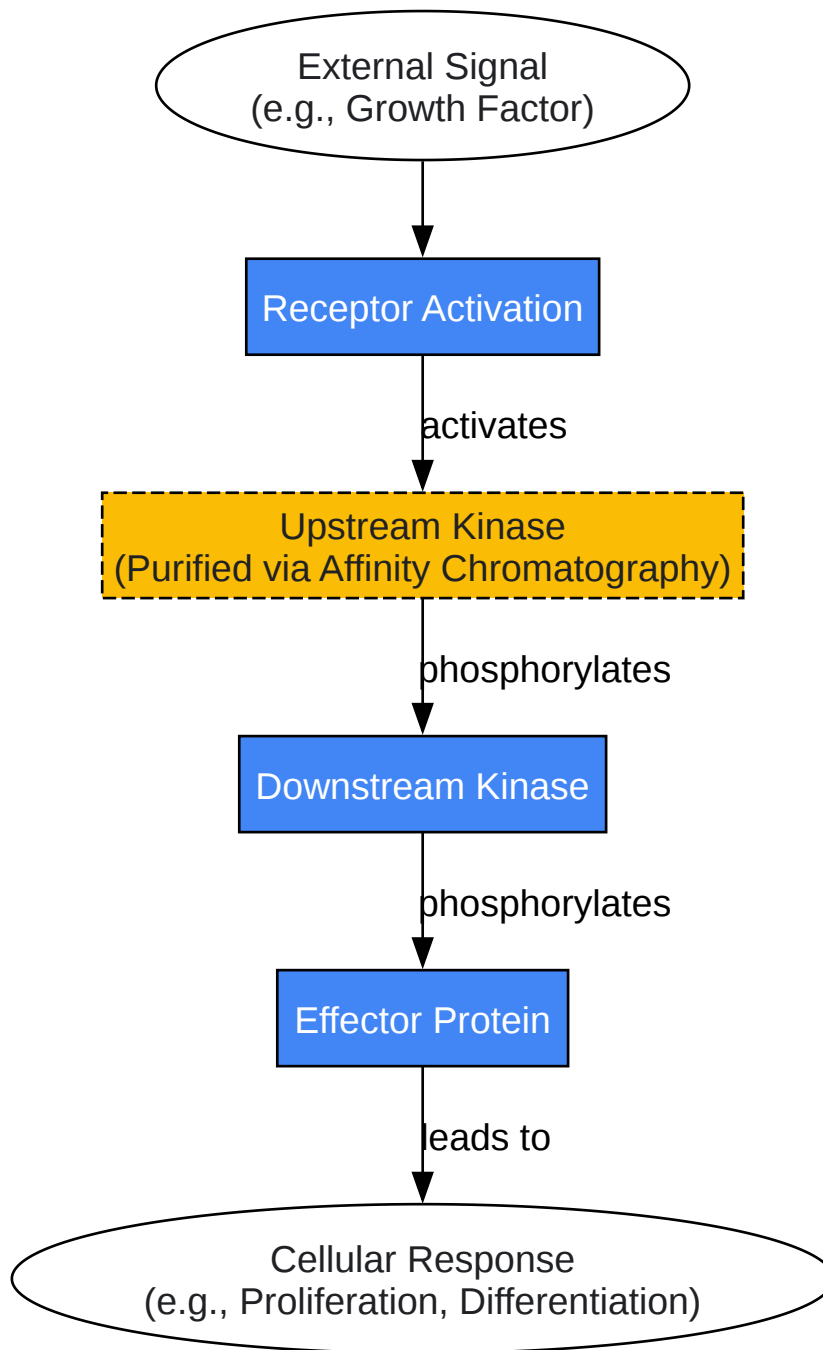 External Signal
(e.g., Growth Factor)
Receptor Activation
activates
Upstream Kinase
(Purified via Affinity Chromatography)
phosphorylates
Downstream Kinase
phosphorylates
Effector Protein
leads to
Cellular Response
(e.g., Proliferation, Differentiation)